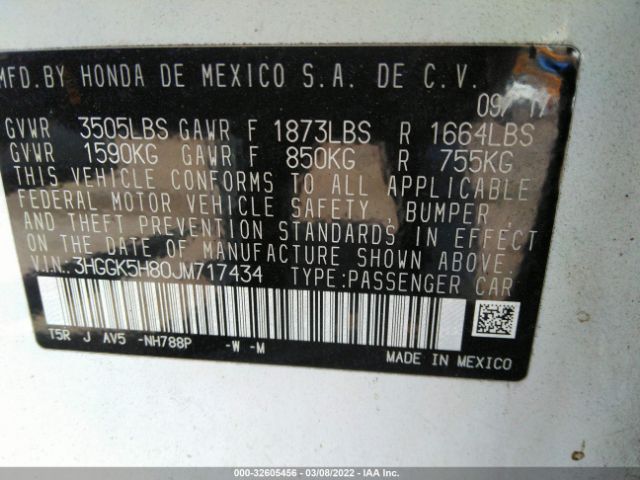 MFD.BY HONDA DE MEXICO S.A. DE C.V.
09/17
GVWR 3505LBS GAWR F 1873LBS R 1664LBS
GVWR 1590KG GAWR F 850KG R 755KG
THIS VEHICLE CONFORMS TO ALL APPLICABLE
FEDERAL MOTOR VEHICLE SAFETY, BUMPER,
AND THEFT PREVENTION STANDARDS IN EFFECT
ON THE DATE OF MANUFACTURE SHOWN ABOVE.
V.I.N.: 3HGGK5H80JM717434 TYPE:PASSENGER CAR
T5R J AV5 -NH788P -W -M
MADE IN MEXICO
000-32605456 - 03/08/2022 - IAA Inc.